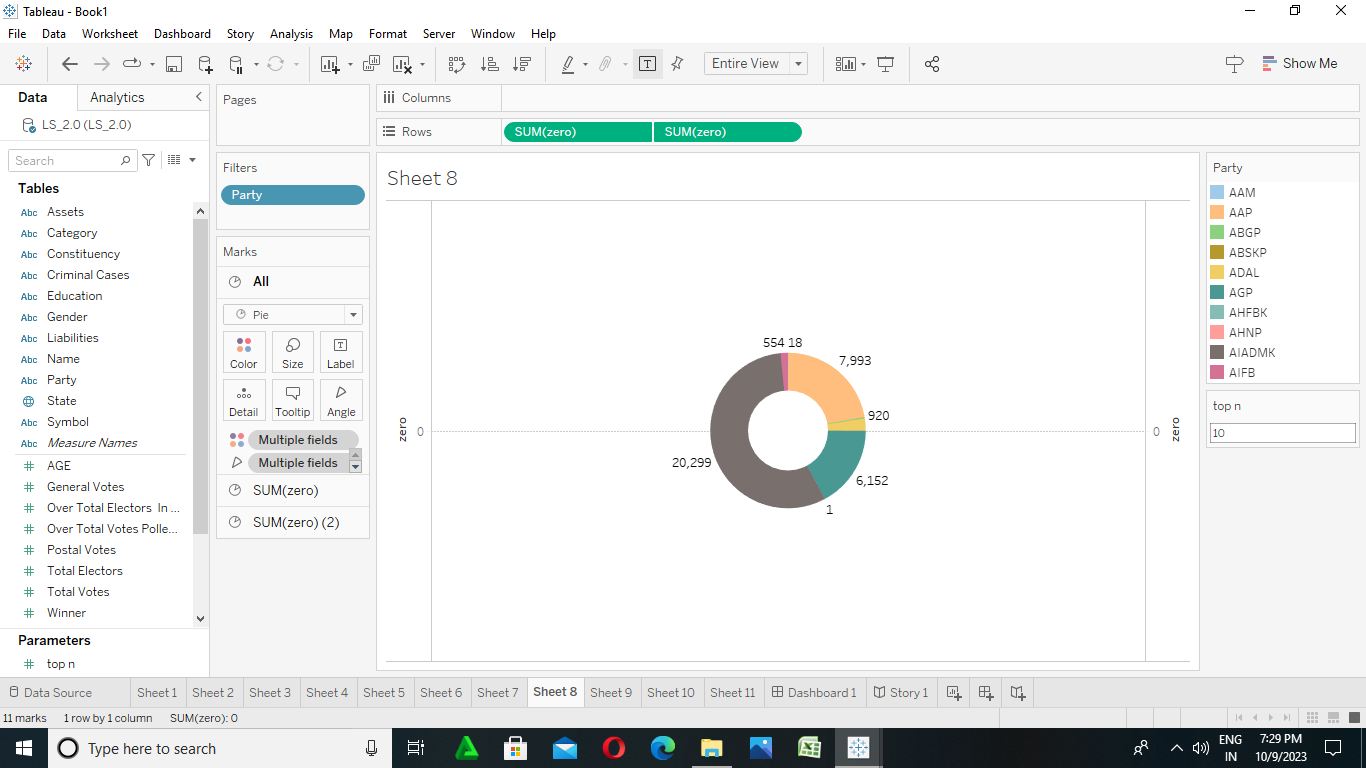 Tableau - Book1
File Data Worksheet Dashboard Story Analysis Map Format Server Window Help
Entire View
Show Me
Data Analytics
LS_2.0 (LS_2.0)
Search
Tables
Abc Assets
Abc Category
Abc Constituency
Abc Criminal Cases
Abc Education
Abc Gender
Abc Liabilities
Abc Name
Abc Party
State
Abc Symbol
Abc Measure Names
# AGE
# General Votes
# Over Total Electors In ...
# Over Total Votes Polle...
# Postal Votes
# Total Electors
# Total Votes
# Winner
Parameters
# top n
Pages
Filters
Party
Marks
All
Pie
Color Size Label
Detail Tooltip Angle
Multiple fields
Multiple fields
SUM(zero)
SUM(zero) (2)
Columns
Rows SUM(zero) SUM(zero)
Sheet 8
zero 0
554 18
7,993
920
20,299
6,152
1
0 zero
Party
AAM
AAP
ABGP
ABSKP
ADAL
AGP
AHFBK
AHNP
AIADMK
AIFB
top n
10
Data Source Sheet 1 Sheet 2 Sheet 3 Sheet 4 Sheet 5 Sheet 6 Sheet 7 Sheet 8 Sheet 9 Sheet 10 Sheet 11 Dashboard 1 Story 1
11 marks 1 row by 1 column SUM(zero): 0
Type here to search
ENG
IN
7:29 PM
10/9/2023